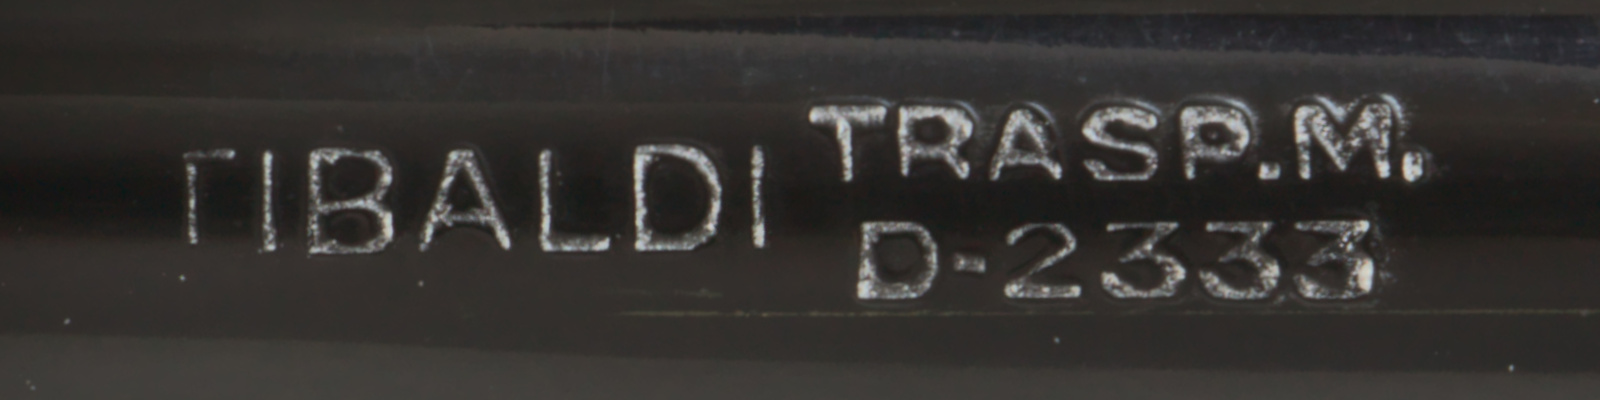 TIBALDI TRASP.M.
D-2333